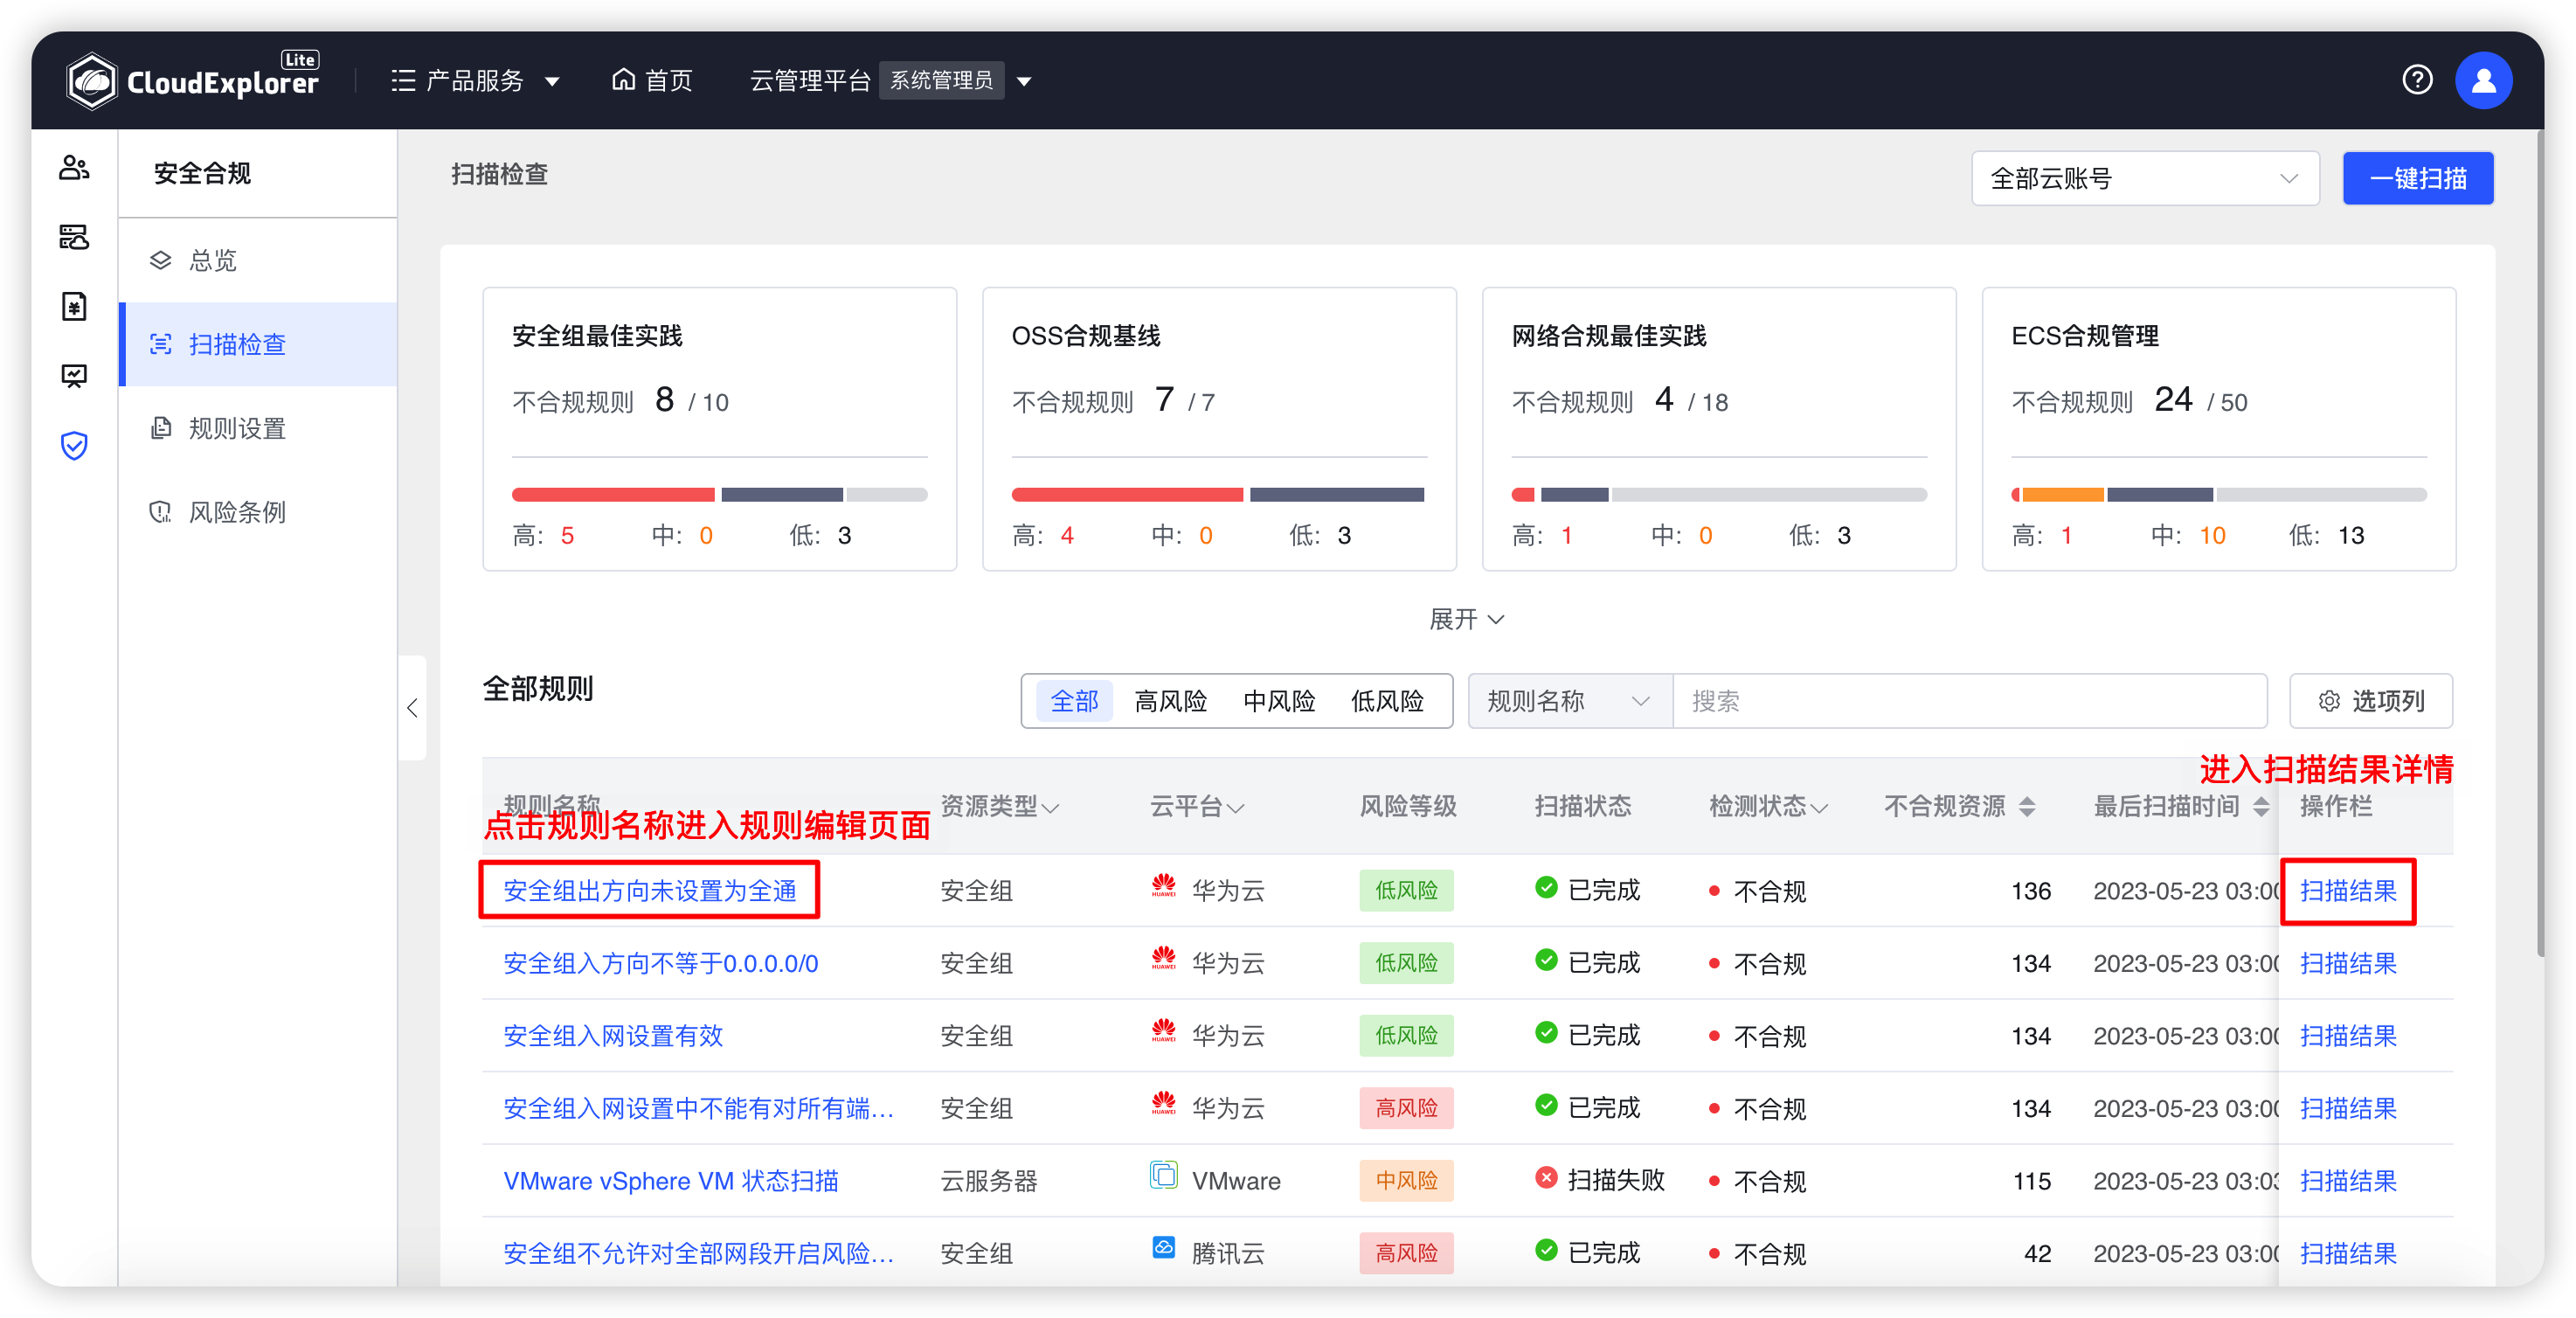 CloudExplorer Lite
产品服务
首页
云管理平台 系统管理员
安全合规
总览
扫描检查
规则设置
风险条例
扫描检查
全部云账号
一键扫描
安全组最佳实践
不合规规则 8 / 10
高: 5 中: 0 低: 3
OSS合规基线
不合规规则 7 / 7
高: 4 中: 0 低: 3
网络合规最佳实践
不合规规则 4 / 18
高: 1 中: 0 低: 3
ECS合规管理
不合规规则 24 / 50
高: 1 中: 10 低: 13
展开
全部规则
全部 高风险 中风险 低风险
规则名称 搜索
选项列
进入扫描结果详情
规则名称 资源类型 云平台 风险等级 扫描状态 检测状态 不合规资源 最后扫描时间 操作栏
点击规则名称进入规则编辑页面
安全组出方向未设置为全通 安全组 HUAWEI 华为云 低风险 已完成 不合规 136 2023-05-23 03:00 扫描结果
安全组入方向不等于0.0.0.0/0 安全组 HUAWEI 华为云 低风险 已完成 不合规 134 2023-05-23 03:00 扫描结果
安全组入网设置有效 安全组 HUAWEI 华为云 低风险 已完成 不合规 134 2023-05-23 03:00 扫描结果
安全组入网设置中不能有对所有端... 安全组 HUAWEI 华为云 高风险 已完成 不合规 134 2023-05-23 03:00 扫描结果
VMware vSphere VM 状态扫描 云服务器 VMware 中风险 扫描失败 不合规 115 2023-05-23 03:03 扫描结果
安全组不允许对全部网段开启风险... 安全组 腾讯云 高风险 已完成 不合规 42 2023-05-23 03:00 扫描结果